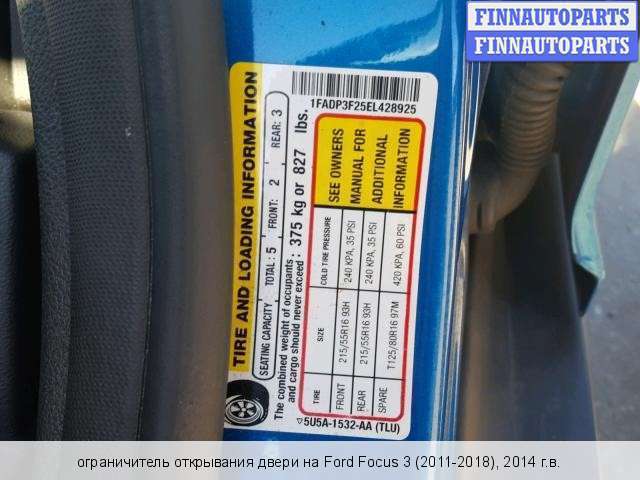 FINNAUTOPARTS
FINNAUTOPARTS
1FADP3F25EL428925
TIRE AND LOADING INFORMATION
SEATING CAPACITY TOTAL: 5 FRONT: 2 REAR: 3
The combined weight of occupants
and cargo should never exceed: 375 kg or 827 lbs.
TIRE SIZE COLD TIRE PRESSURE
FRONT 215/55R16 93H 240 KPA, 35 PSI
REAR 215/55R16 93H 240 KPA, 35 PSI
SPARE T125/80R16 97M 420 KPA, 60 PSI
SEE OWNERS
MANUAL FOR
ADDITIONAL
INFORMATION
5U5A-1532-AA (TLU)
ограничитель открывания двери на Ford Focus 3 (2011-2018), 2014 г.в.